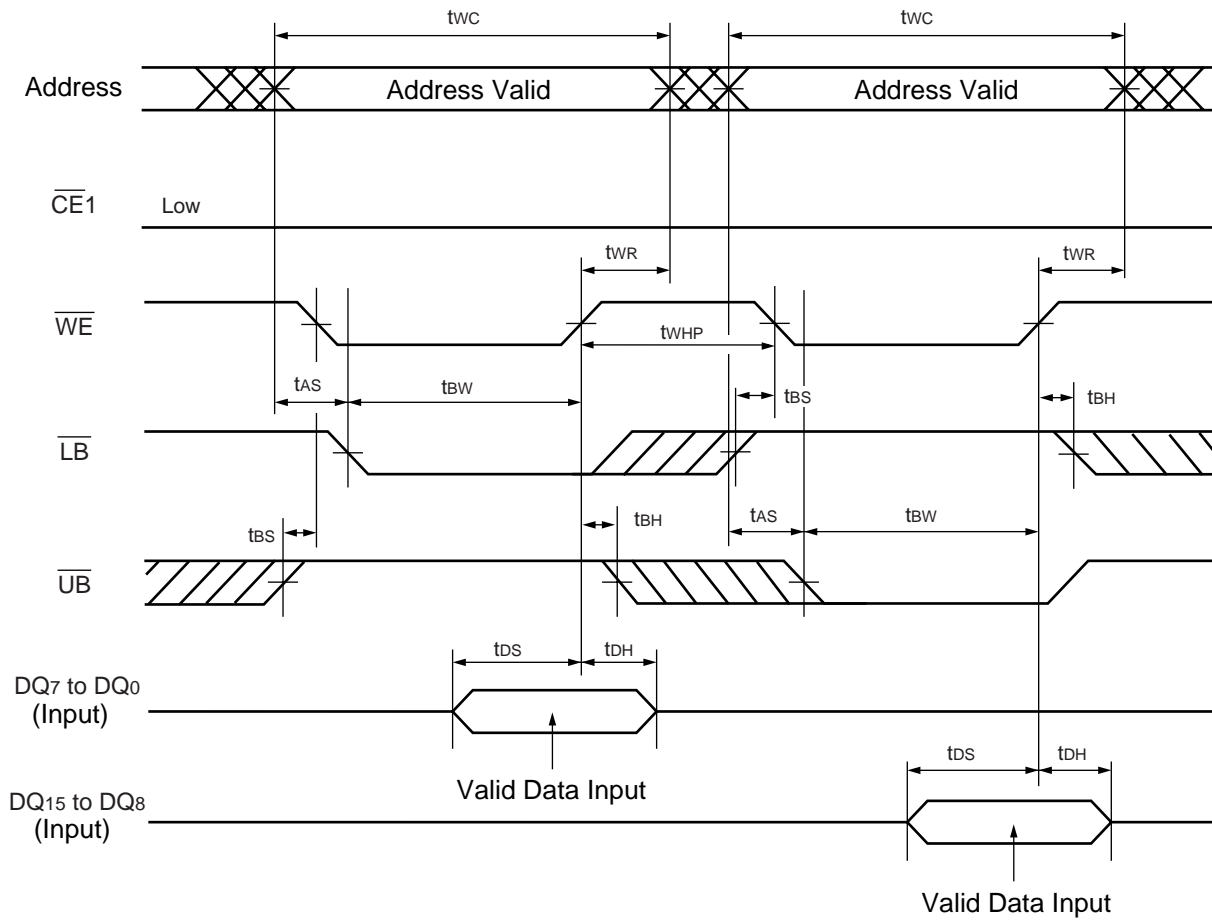 tWC tWC
Address Address Valid Address Valid
CE1 Low
tWR tWR
WE
tWHP
tAS tBW tBS tBH
LB
tBS tBH tAS tBW
UB
tDS tDH
DQ7 to DQ0
(Input)
Valid Data Input
tDS tDH
DQ15 to DQ8
(Input)
Valid Data Input